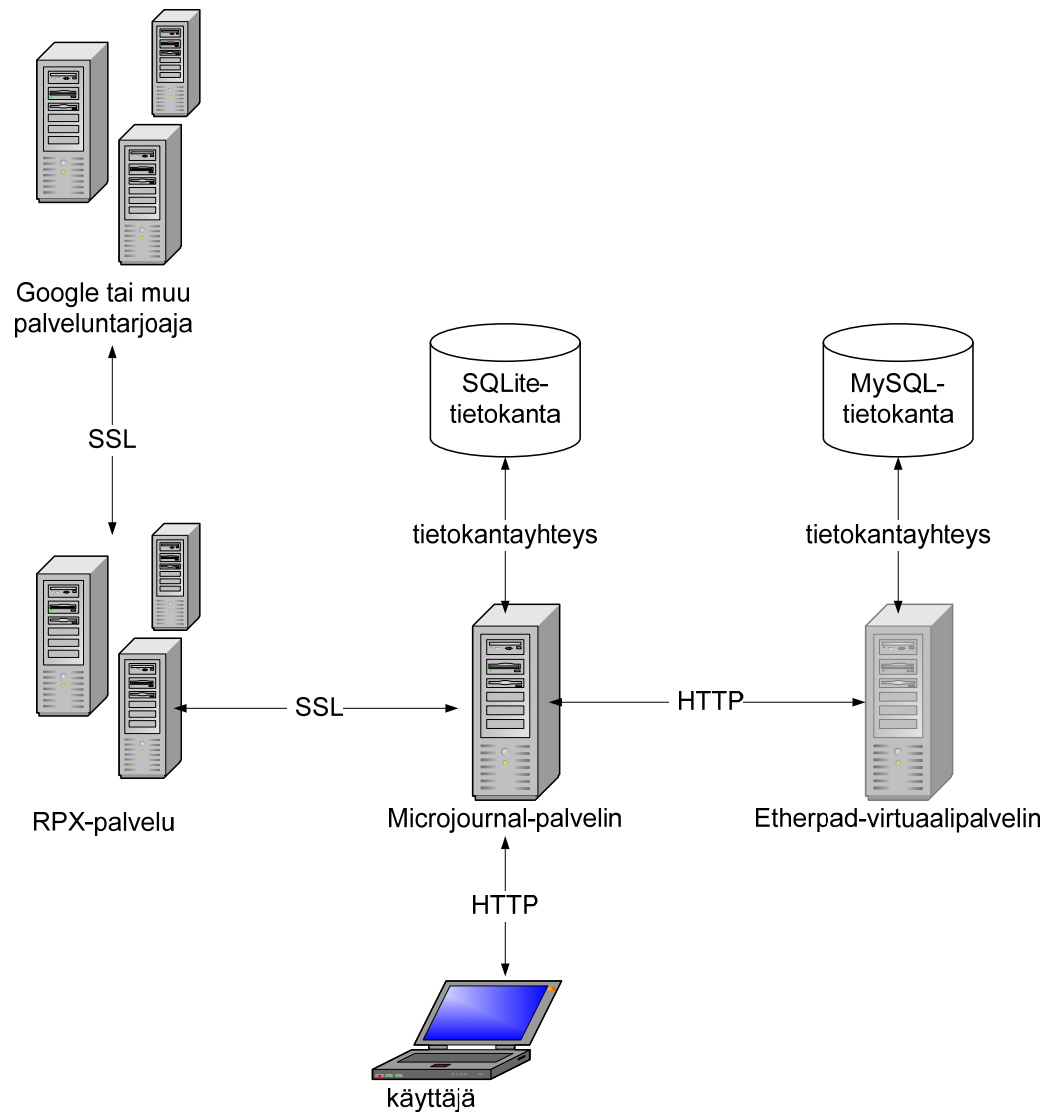 Google tai muu
palveluntarjoaja
SSL
SQLite-
tietokanta
MySQL-
tietokanta
tietokantayhteys
tietokantayhteys
SSL
HTTP
RPX-palvelu
Microjournal-palvelin
Etherpad-virtuaalipalvelin
HTTP
käyttäjä